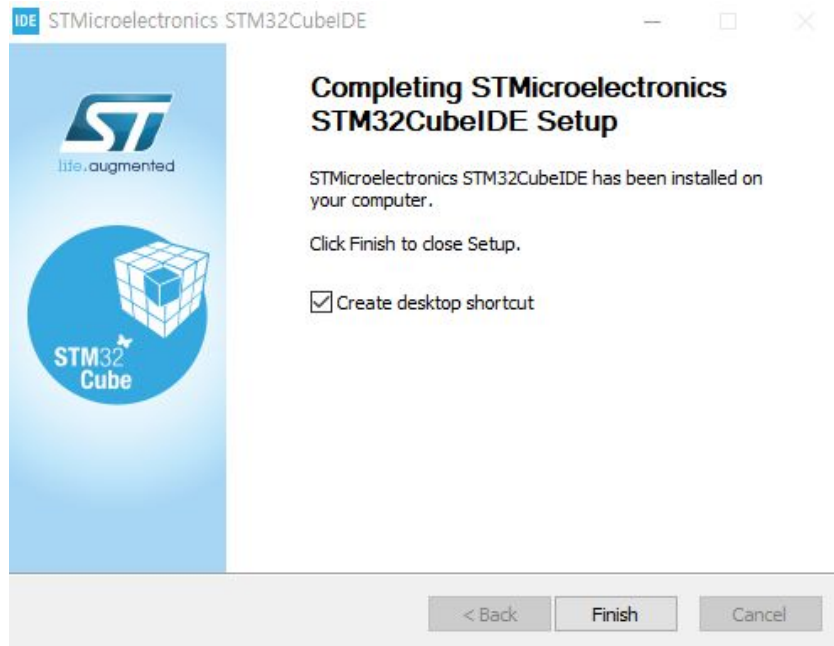 IDE STMicroelectronics STM32CubeIDE
ST
life.augmented
STM32
Cube
Completing STMicroelectronics
STM32CubeIDE Setup
STMicroelectronics STM32CubeIDE has been installed on
your computer.
Click Finish to close Setup.
Create desktop shortcut
< Back
Finish
Cancel